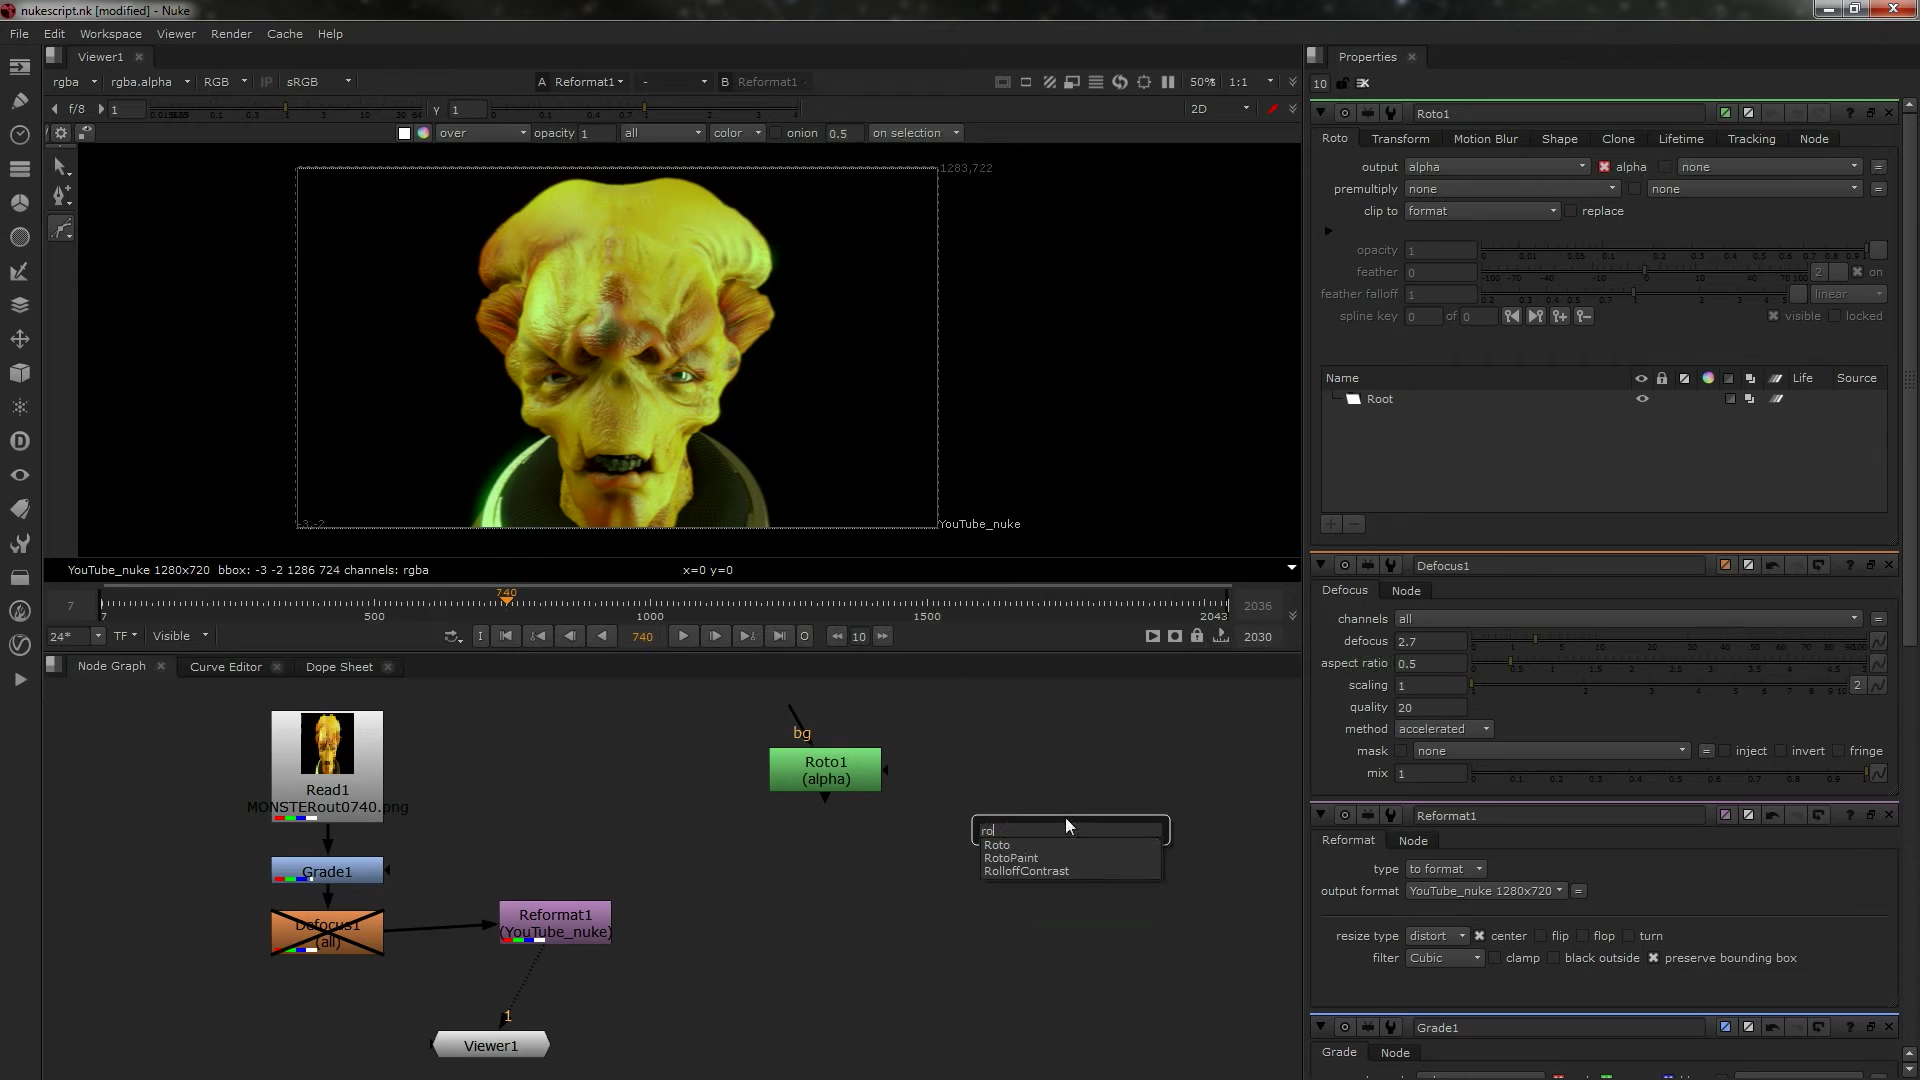 nukescript.nk [modified] - Nuke
File Edit Workspace Viewer Render Cache Help
Viewer1
rgba rgba.alpha RGB IP sRGB A Reformat1 - B Reformat1 50% 1:1
f/8 1 Y 1 2D
over opacity 1 all color onion 0.5 on selection
1283,722
-3,-2
YouTube_nuke
YouTube_nuke 1280x720 bbox: -3 -2 1286 724 channels: rgba x=0 y=0
7 740 2036
7 500 1000 1500 2043
24* TF Visible I 740 O 10 2030
Node Graph Curve Editor Dope Sheet
bg
Roto1
(alpha)
Read1
MONSTERout0740.png
Grade1
Defocus1
(all)
Reformat1
(YouTube_nuke)
1
Viewer1
ro
Roto
RotoPaint
RolloffContrast
Properties
10
Roto1
Roto Transform Motion Blur Shape Clone Lifetime Tracking Node
output alpha alpha none =
premultiply none none =
clip to format replace
opacity 1
feather 0 2 on
feather falloff 1 linear
spline key 0 of 0 visible locked
Name Life Source
Root
Defocus1
Defocus Node
channels all =
defocus 2.7
aspect ratio 0.5
scaling 1 2
quality 20
method accelerated
mask none = inject invert fringe
mix 1
Reformat1
Reformat Node
type to format
output format YouTube_nuke 1280x720 =
resize type distort center flip flop turn
filter Cubic clamp black outside preserve bounding box
Grade1
Grade Node